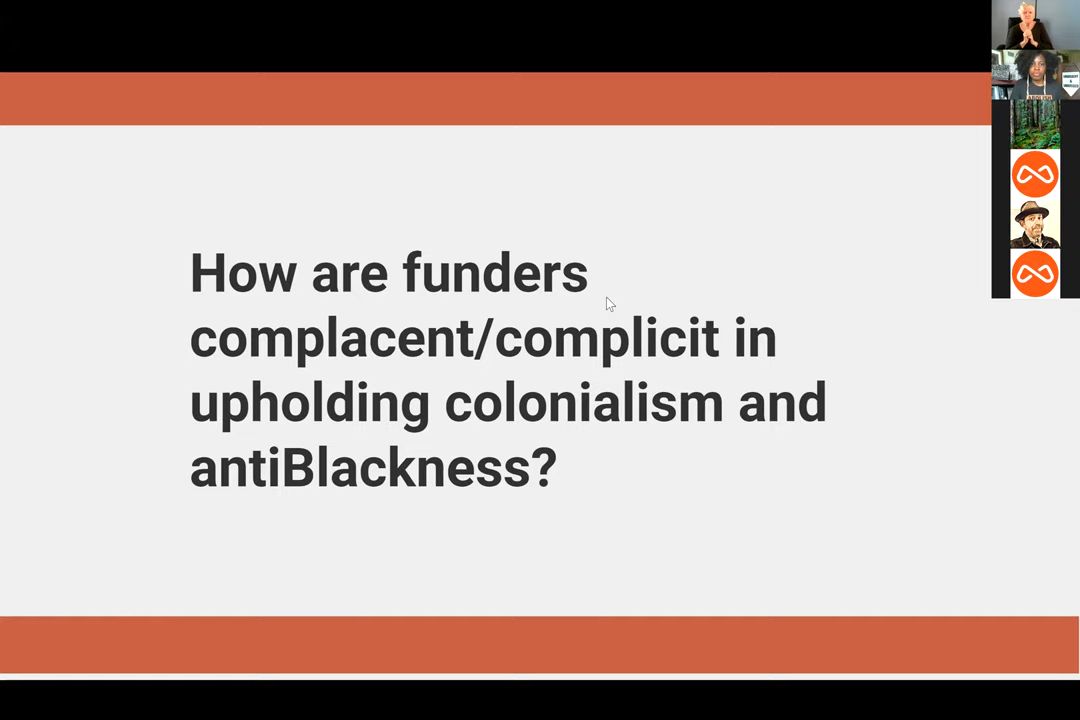 How are funders
complacent/complicit in
upholding colonialism and
antiBlackness?